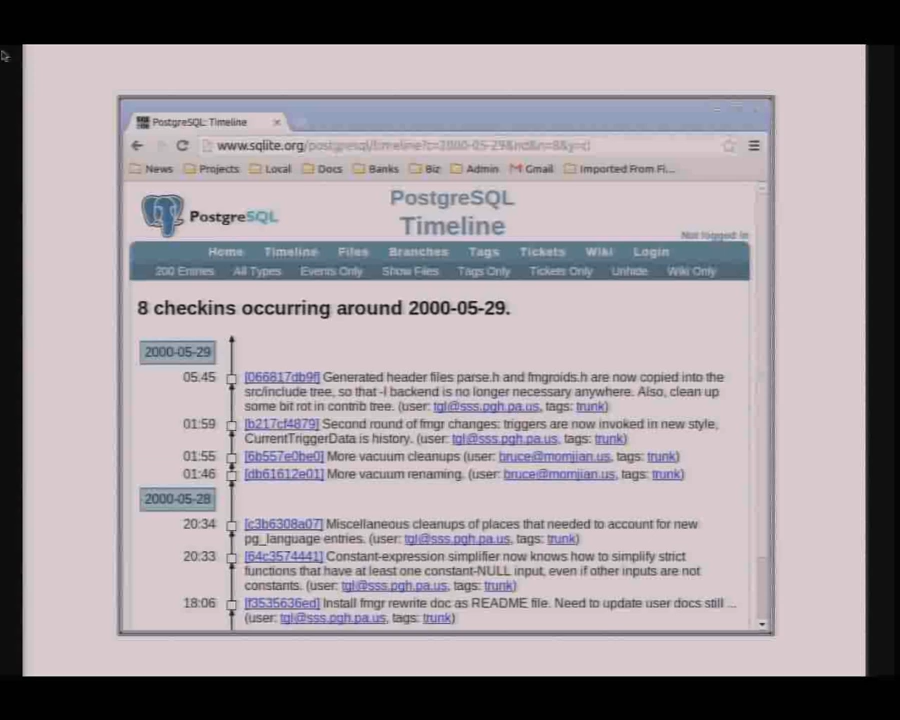 PostgreSQL: Timeline
www.sqlite.org/postgresql/timeline?c=2000-05-29&nd&n=8&y=ci
News Projects Local Docs Banks Biz Admin Gmail Imported From Fi...
PostgreSQL
PostgreSQL
Timeline
Not logged in
Home Timeline Files Branches Tags Tickets Wiki Login
200 Entries All Types Events Only Show Files Tags Only Tickets Only Unhide Wiki Only
8 checkins occurring around 2000-05-29.
2000-05-29
05:45 [066817db9f] Generated header files parse.h and fmgroids.h are now copied into the
src/include tree, so that -I backend is no longer necessary anywhere. Also, clean up
some bit rot in contrib tree. (user: tgl@sss.pgh.pa.us, tags: trunk)
01:59 [b217cf4879] Second round of fmgr changes: triggers are now invoked in new style,
CurrentTriggerData is history. (user: tgl@sss.pgh.pa.us, tags: trunk)
01:55 [6b557e0be0] More vacuum cleanups (user: bruce@momjian.us, tags: trunk)
01:46 [db61612e01] More vacuum renaming. (user: bruce@momjian.us, tags: trunk)
2000-05-28
20:34 [c3b6308a07] Miscellaneous cleanups of places that needed to account for new
pg_language entries. (user: tgl@sss.pgh.pa.us, tags: trunk)
20:33 [64c3574441] Constant-expression simplifier now knows how to simplify strict
functions that have at least one constant-NULL input, even if other inputs are not
constants. (user: tgl@sss.pgh.pa.us, tags: trunk)
18:06 [f3535636ed] Install fmgr rewrite doc as README file. Need to update user docs still ...
(user: tgl@sss.pgh.pa.us, tags: trunk)